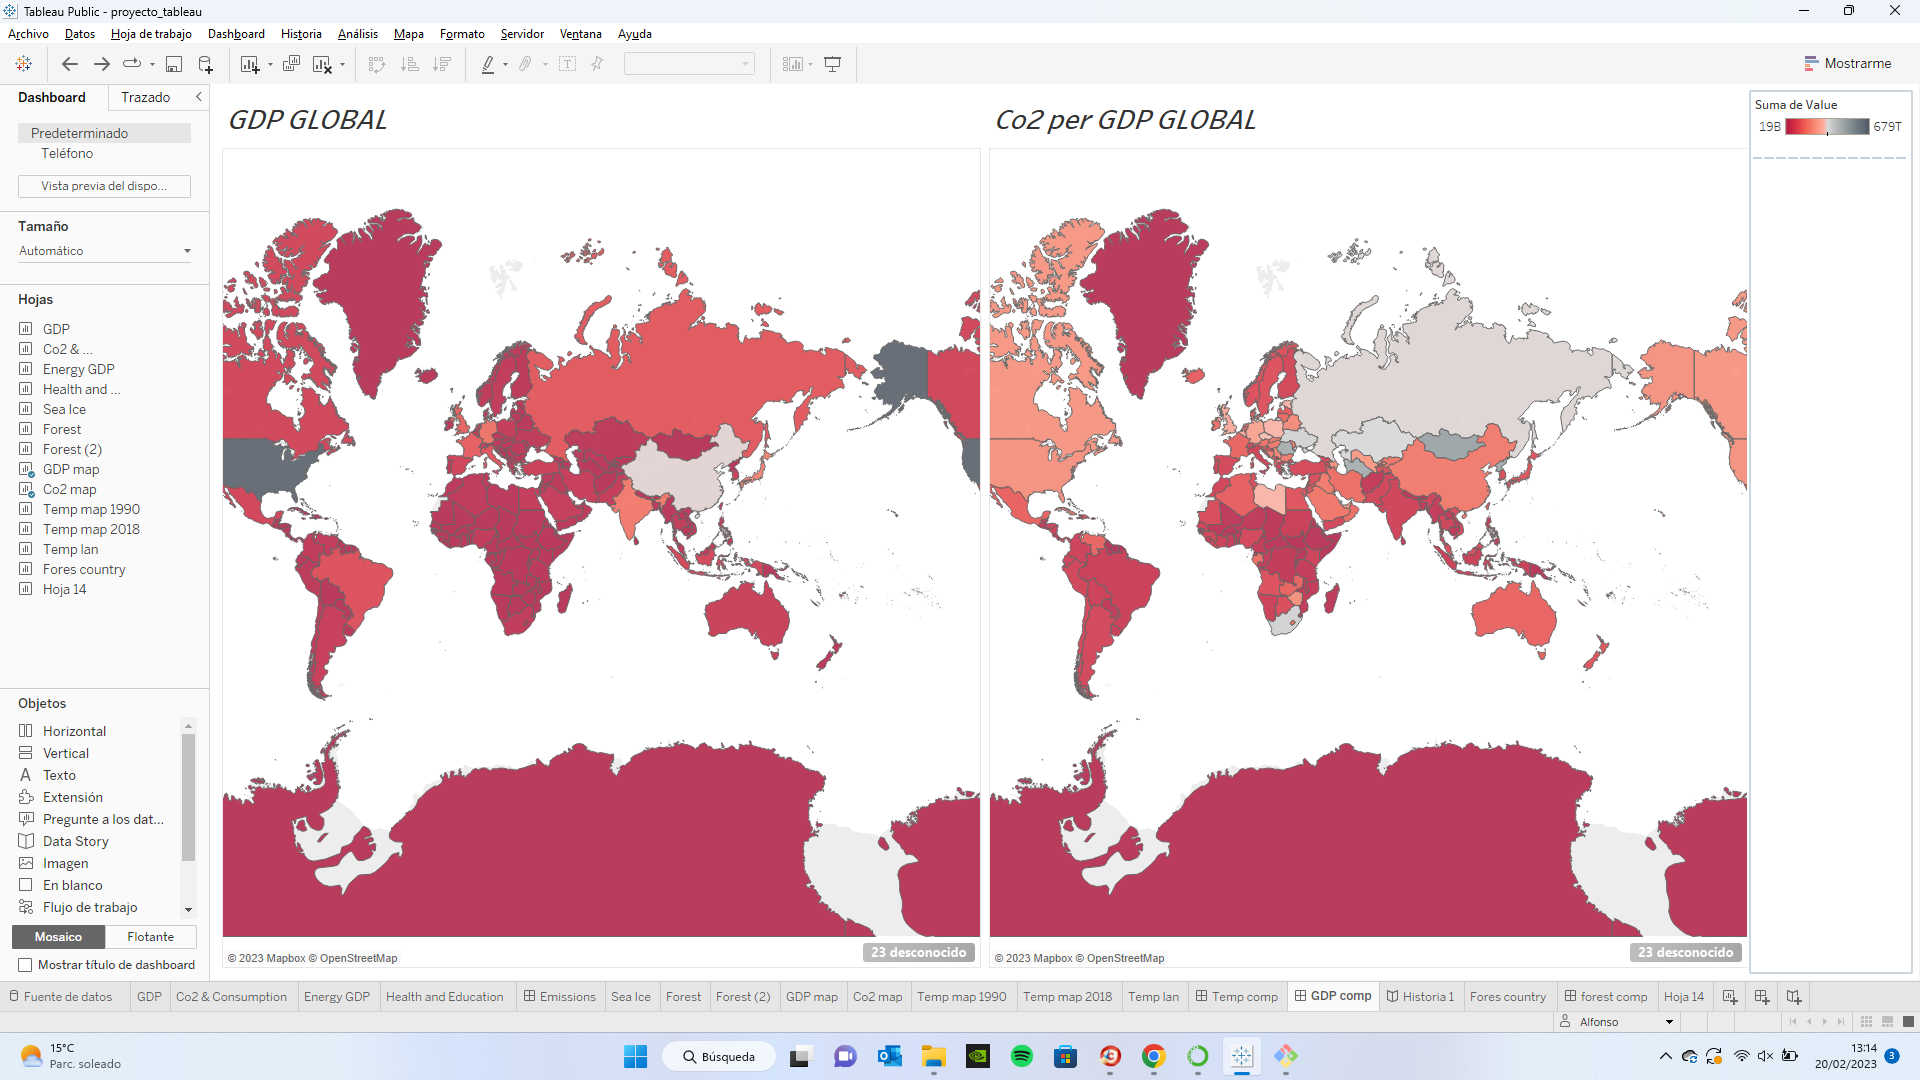 Tableau Public - proyecto_tableau
Archivo Datos Hoja de trabajo Dashboard Historia Análisis Mapa Formato Servidor Ventana Ayuda
Mostrarme
Dashboard Trazado
Predeterminado
Teléfono
Vista previa del dispo...
Tamaño
Automático
Hojas
GDP
Co2 & ...
Energy GDP
Health and ...
Sea Ice
Forest
Forest (2)
GDP map
Co2 map
Temp map 1990
Temp map 2018
Temp lan
Fores country
Hoja 14
Objetos
Horizontal
Vertical
A Texto
Extensión
Pregunte a los dat...
Data Story
Imagen
En blanco
Flujo de trabajo
Mosaico Flotante
Mostrar título de dashboard
GDP GLOBAL
© 2023 Mapbox © OpenStreetMap
23 desconocido
Co2 per GDP GLOBAL
© 2023 Mapbox © OpenStreetMap
23 desconocido
Suma de Value
19B 679T
Fuente de datos GDP Co2 & Consumption Energy GDP Health and Education Emissions Sea Ice Forest Forest (2) GDP map Co2 map Temp map 1990 Temp map 2018 Temp lan Temp comp GDP comp Historia 1 Fores country forest comp Hoja 14
Alfonso
15°C
Parc. soleado
Búsqueda
13:14
20/02/2023
3